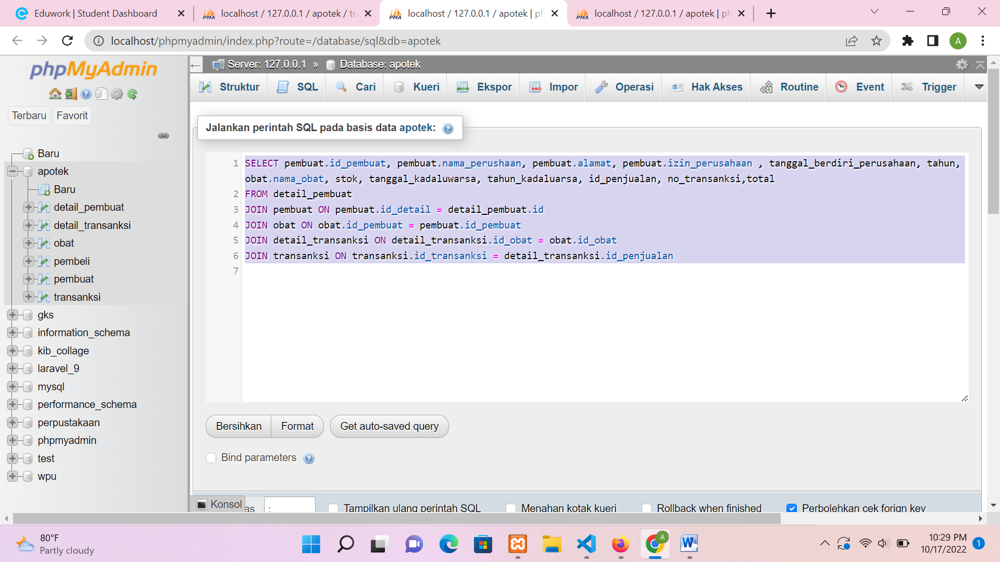 Eduwork | Student Dashboard
localhost / 127.0.0.1 / apotek / tra
localhost / 127.0.0.1 / apotek | ph
localhost / 127.0.0.1 / apotek | ph
localhost/phpmyadmin/index.php?route=/database/sql&db=apotek
A
phpMyAdmin
Terbaru
Favorit
Baru
apotek
Baru
detail_pembuat
detail_transanksi
obat
pembeli
pembuat
transanksi
gks
information_schema
kib_collage
laravel_9
mysql
performance_schema
perpustakaan
phpmyadmin
test
wpu
Server: 127.0.0.1 » Database: apotek
Struktur
SQL
Cari
Kueri
Ekspor
Impor
Operasi
Hak Akses
Routine
Event
Trigger
Jalankan perintah SQL pada basis data apotek:
1 SELECT pembuat.id_pembuat, pembuat.nama_perushaan, pembuat.alamat, pembuat.izin_perusahaan , tanggal_berdiri_perusahaan, tahun,
obat.nama_obat, stok, tanggal_kadaluwarsa, tahun_kadaluarsa, id_penjualan, no_transaksi,total
2 FROM detail_pembuat
3 JOIN pembuat ON pembuat.id_detail = detail_pembuat.id
4 JOIN obat ON obat.id_pembuat = pembuat.id_pembuat
5 JOIN detail_transanksi ON detail_transanksi.id_obat = obat.id_obat
6 JOIN transanksi ON transanksi.id_transanksi = detail_transanksi.id_penjualan
7
Bersihkan
Format
Get auto-saved query
Bind parameters
Konsol
as
;
Tampilkan ulang perintah SQL
Menahan kotak kueri
Rollback when finished
Perbolehkan cek forign key
80°F
Partly cloudy
A
10:29 PM
10/17/2022
1